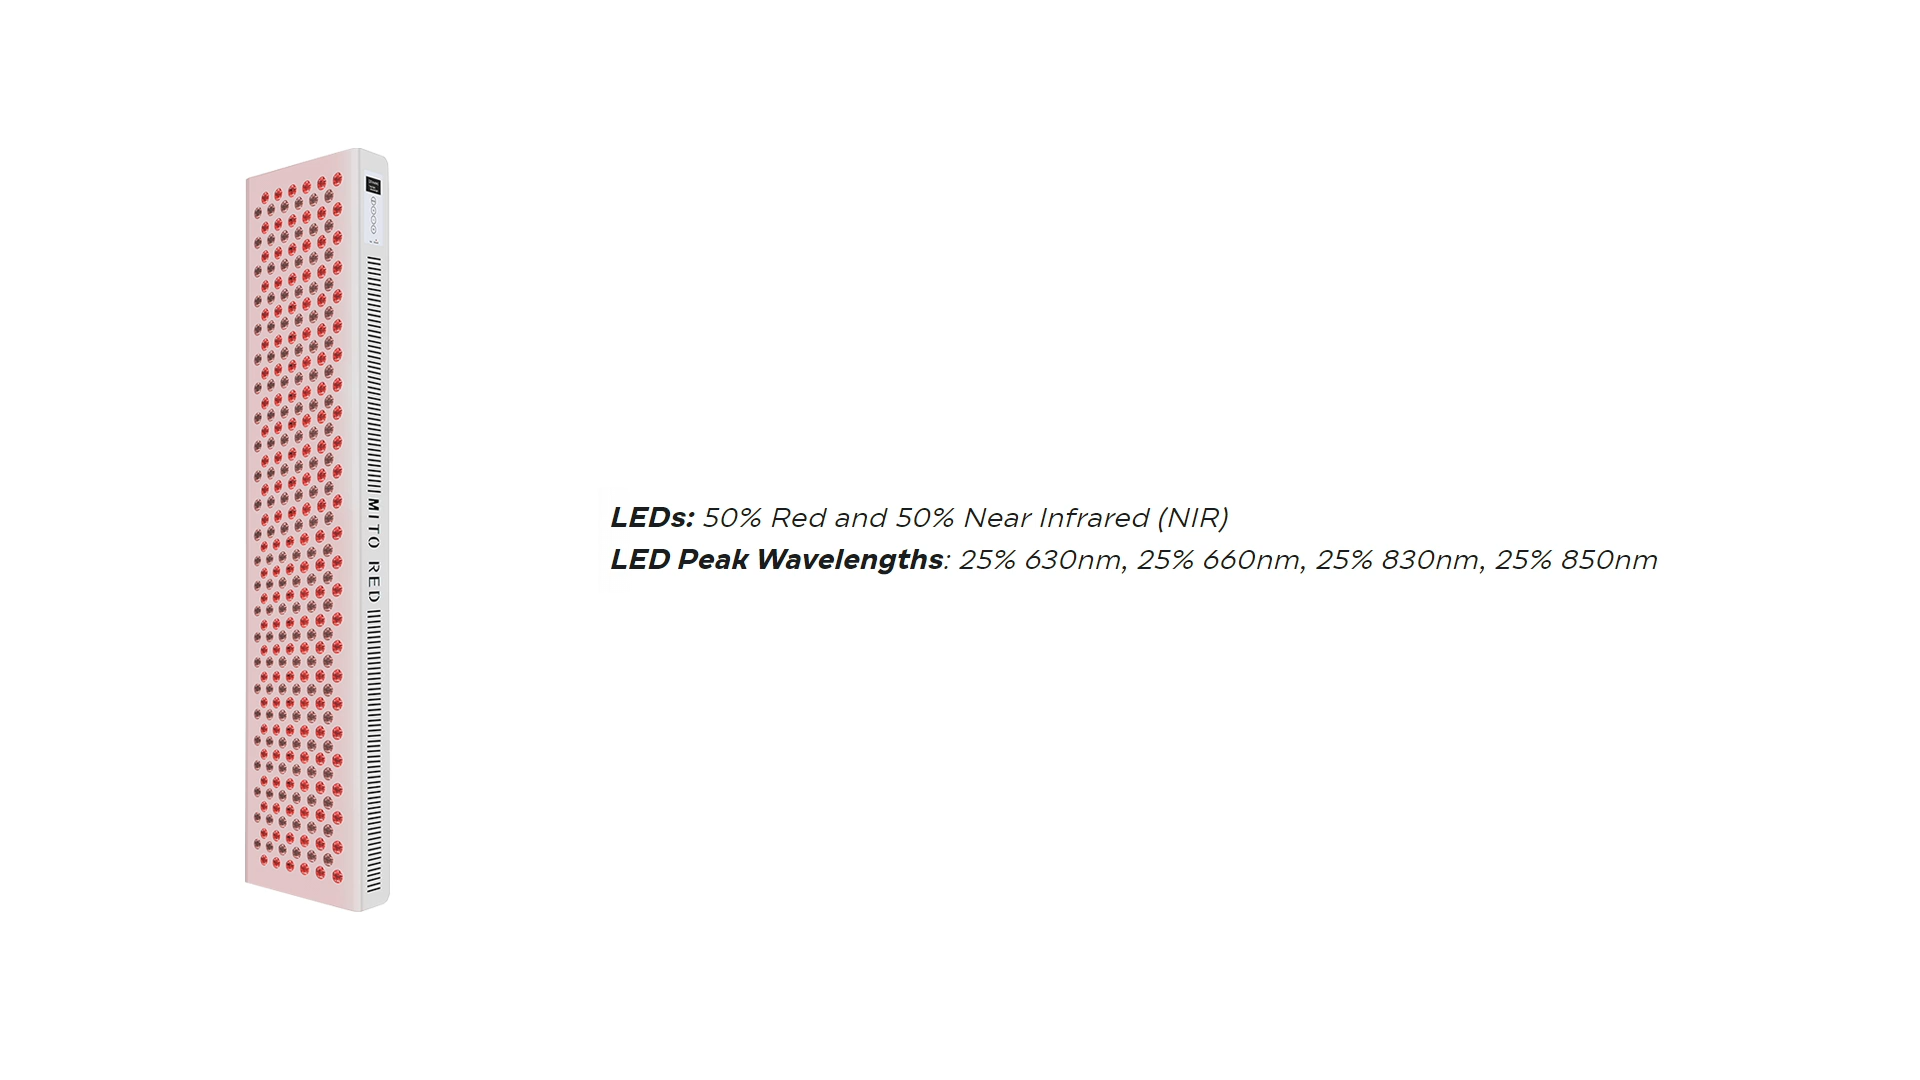 MITO RED
LEDs: 50% Red and 50% Near Infrared (NIR)
LED Peak Wavelengths: 25% 630nm, 25% 660nm, 25% 830nm, 25% 850nm